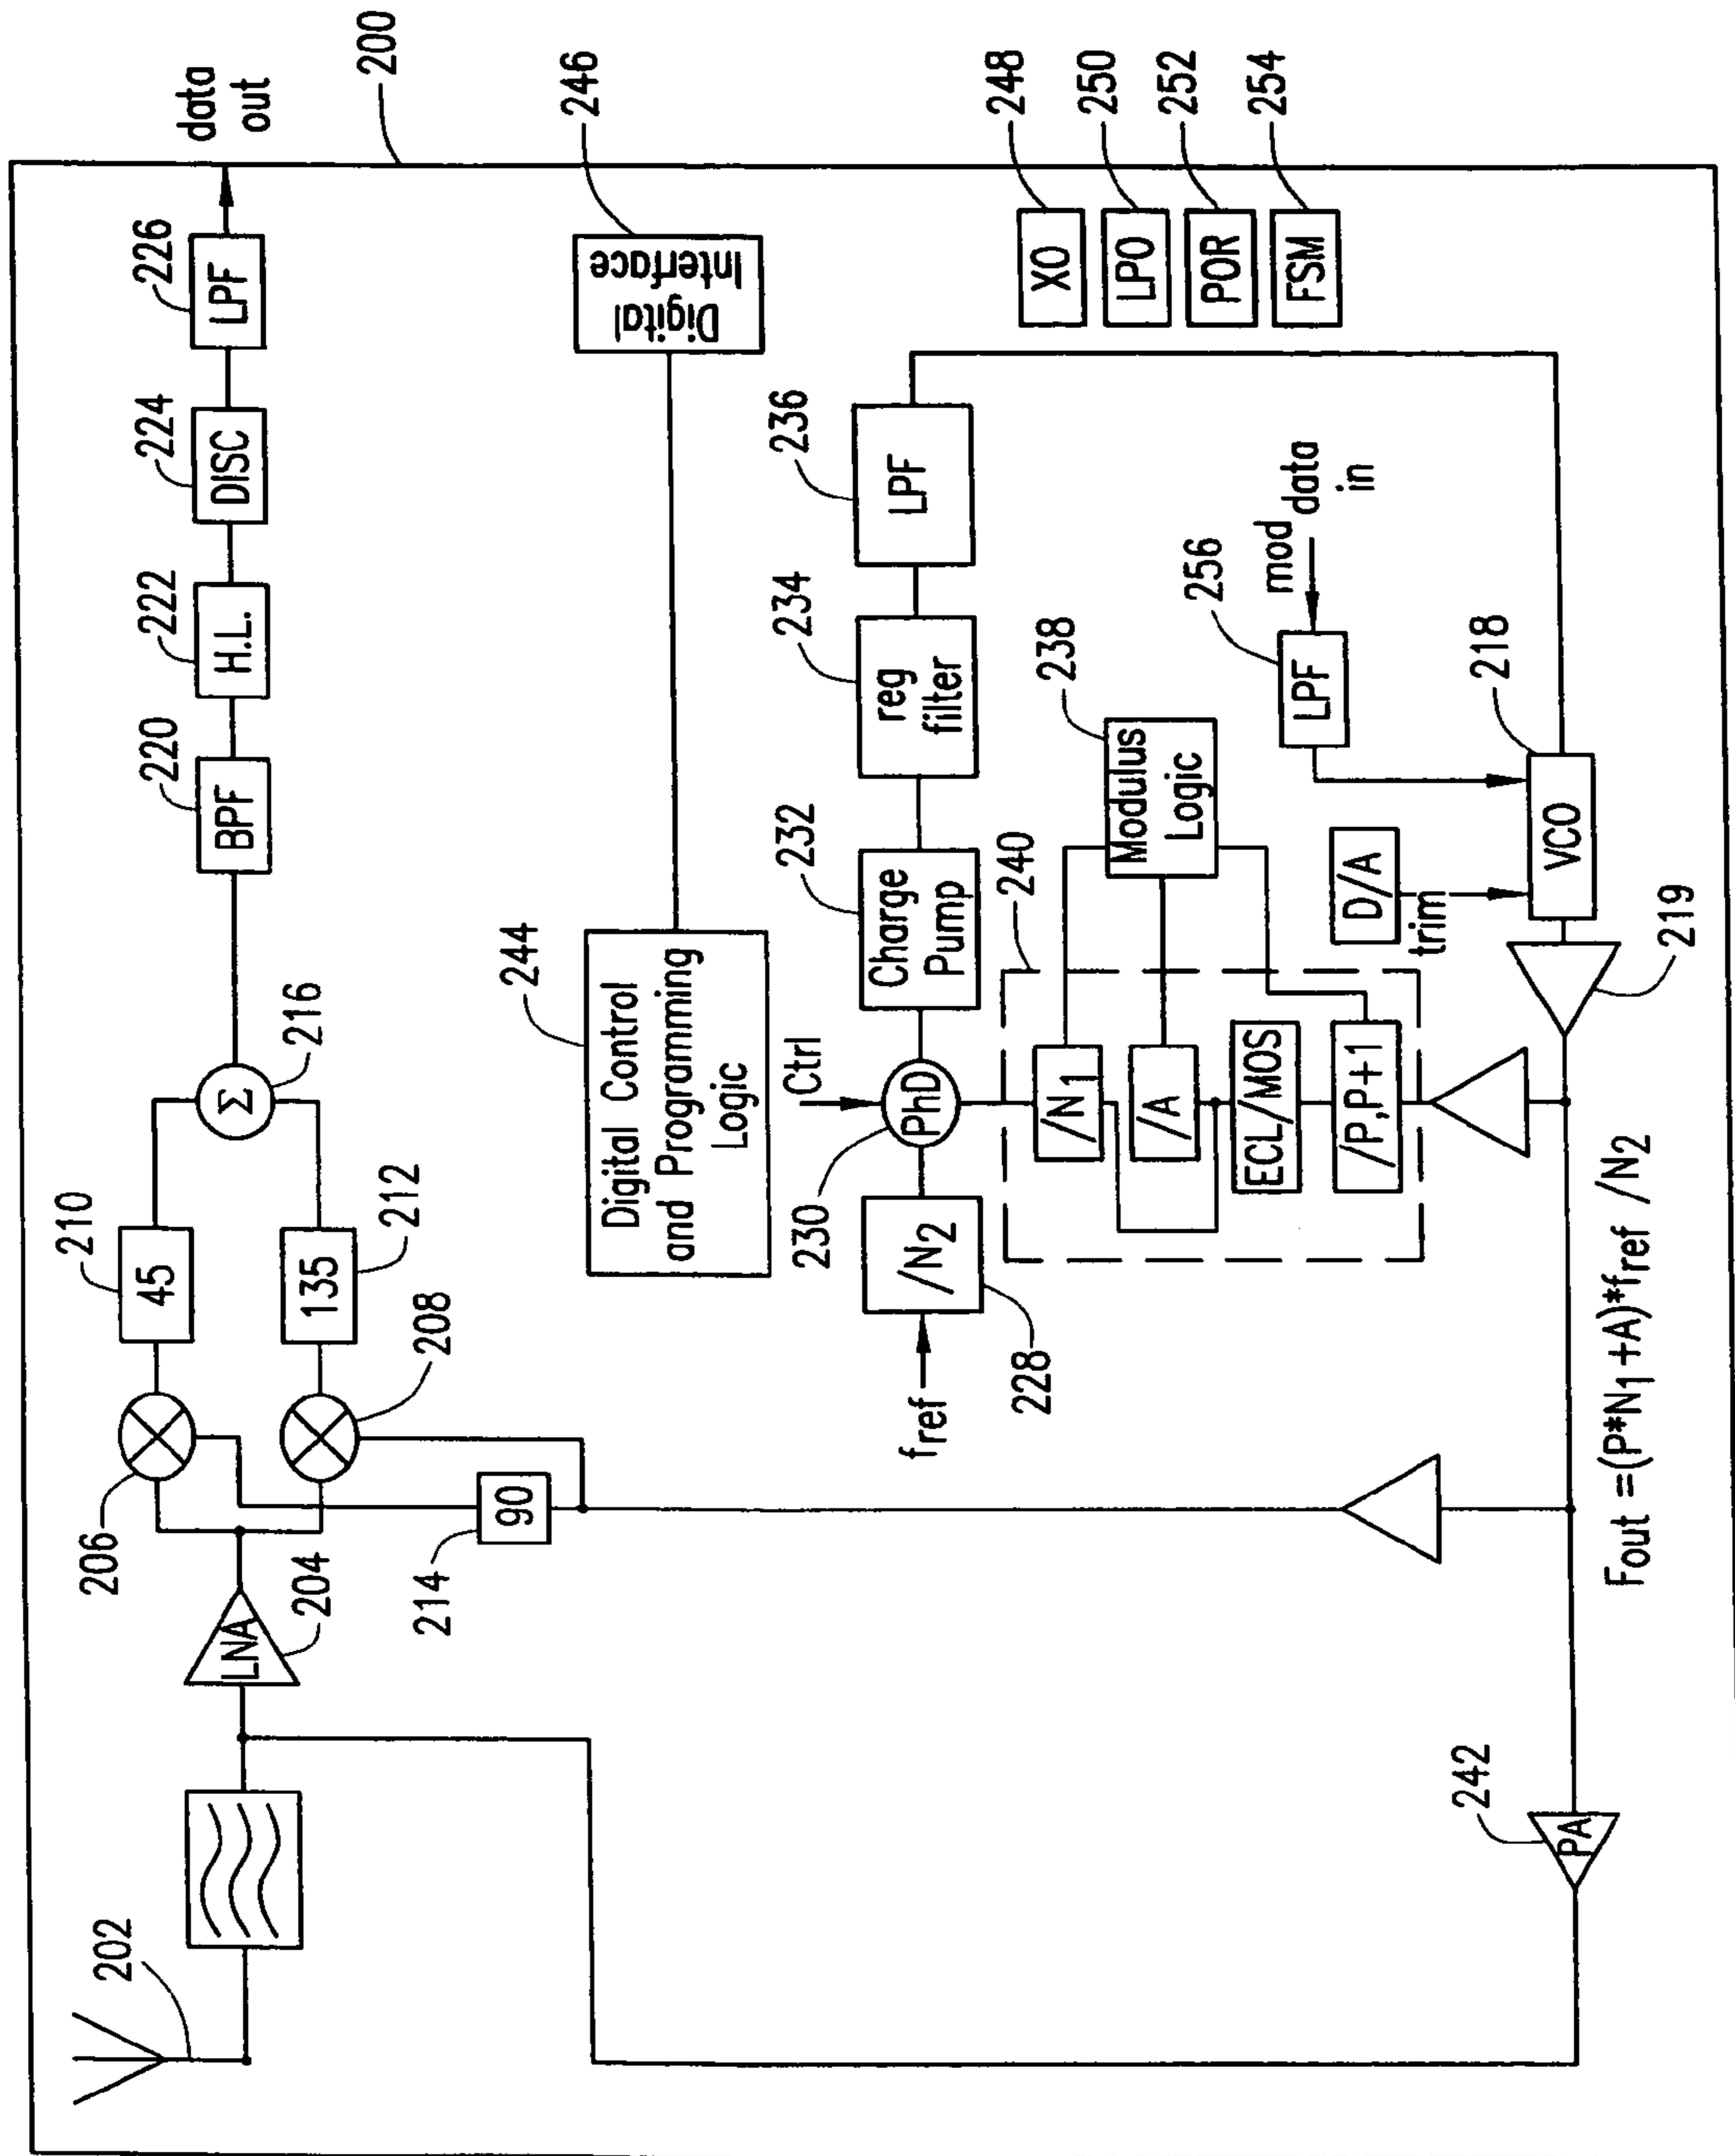 data
out
200
226
LPF
224
DISC
222
H.L.
220
BPF
216
Σ
210
45
212
135
206
208
204
LNA
214
90
202
246
Digital
Interface
244
Digital Control
and Programming
Logic
248
XO
250
LPO
252
POR
254
FSM
236
LPF
234
reg
filter
232
Charge
Pump
Ctrl
PhD
230
/N2
228
fref
240
/N1
/A
ECL/MOS
/P,P+1
238
Modulus
Logic
mod data
in
256
LPF
218
VCO
D/A
trim
219
242
PA
Fout =(P*N1+A)*fref /N2